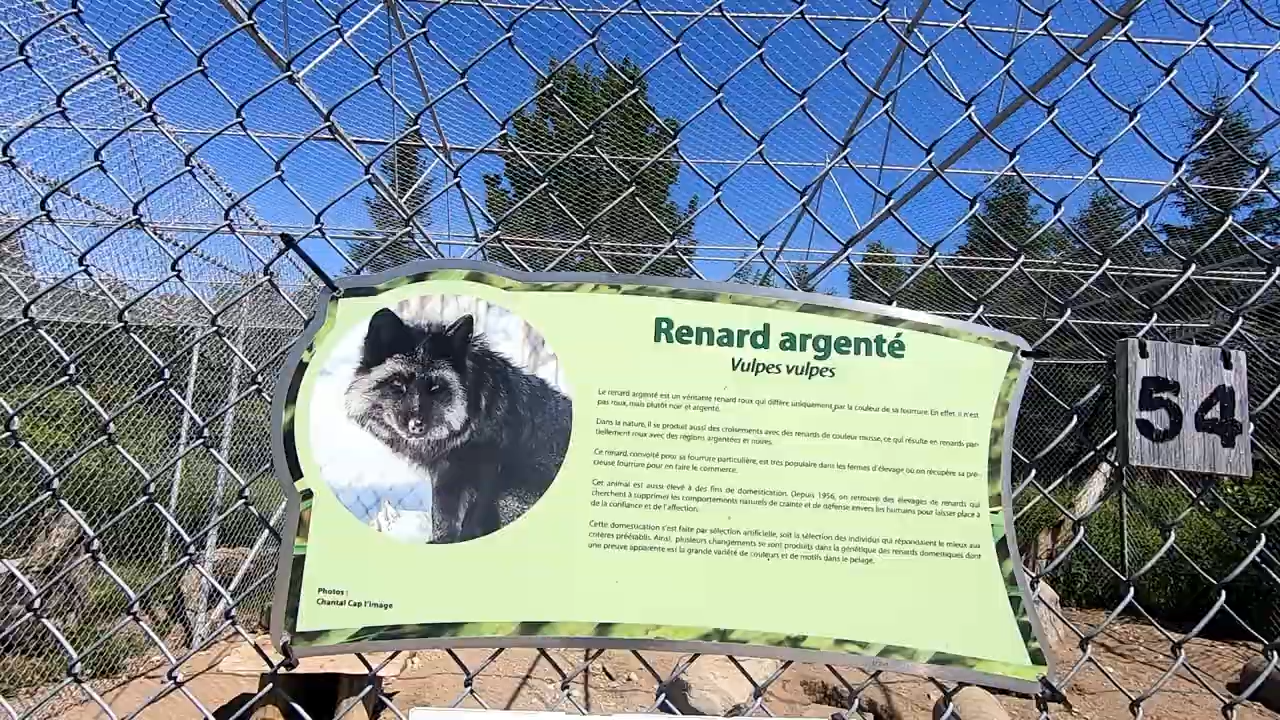 Renard argenté
Vulpes vulpes
Le renard argenté est un véritable renard roux qui diffère uniquement par la couleur de sa fourrure. En effet, il n'est
pas roux, mais plutôt noir et argenté.
Dans la nature, il se produit aussi des croisements avec des renards de couleur rousse, ce qui résulte en renards par-
tiellement roux avec des régions argentées et noires.
Ce renard, convoité pour sa fourrure particulière, est très populaire dans les fermes d'élevage où on récupère sa pré-
cieuse fourrure pour en faire le commerce.
Cet animal est aussi élevé à des fins de domestication. Depuis 1956, on retrouve des élevages de renards qui
cherchent à supprimer les comportements naturels de crainte et de défense envers les humains pour laisser place à
de la confiance et de l'affection.
Cette domestication s'est faite par sélection artificielle, soit la sélection des individus qui répondaient le mieux aux
critères préétablis. Ainsi, plusieurs changements se sont produits dans la génétique des renards domestiqués dont
une preuve apparente est la grande variété de couleurs et de motifs dans le pelage.
Photos :
Chantal Cap l'image
54